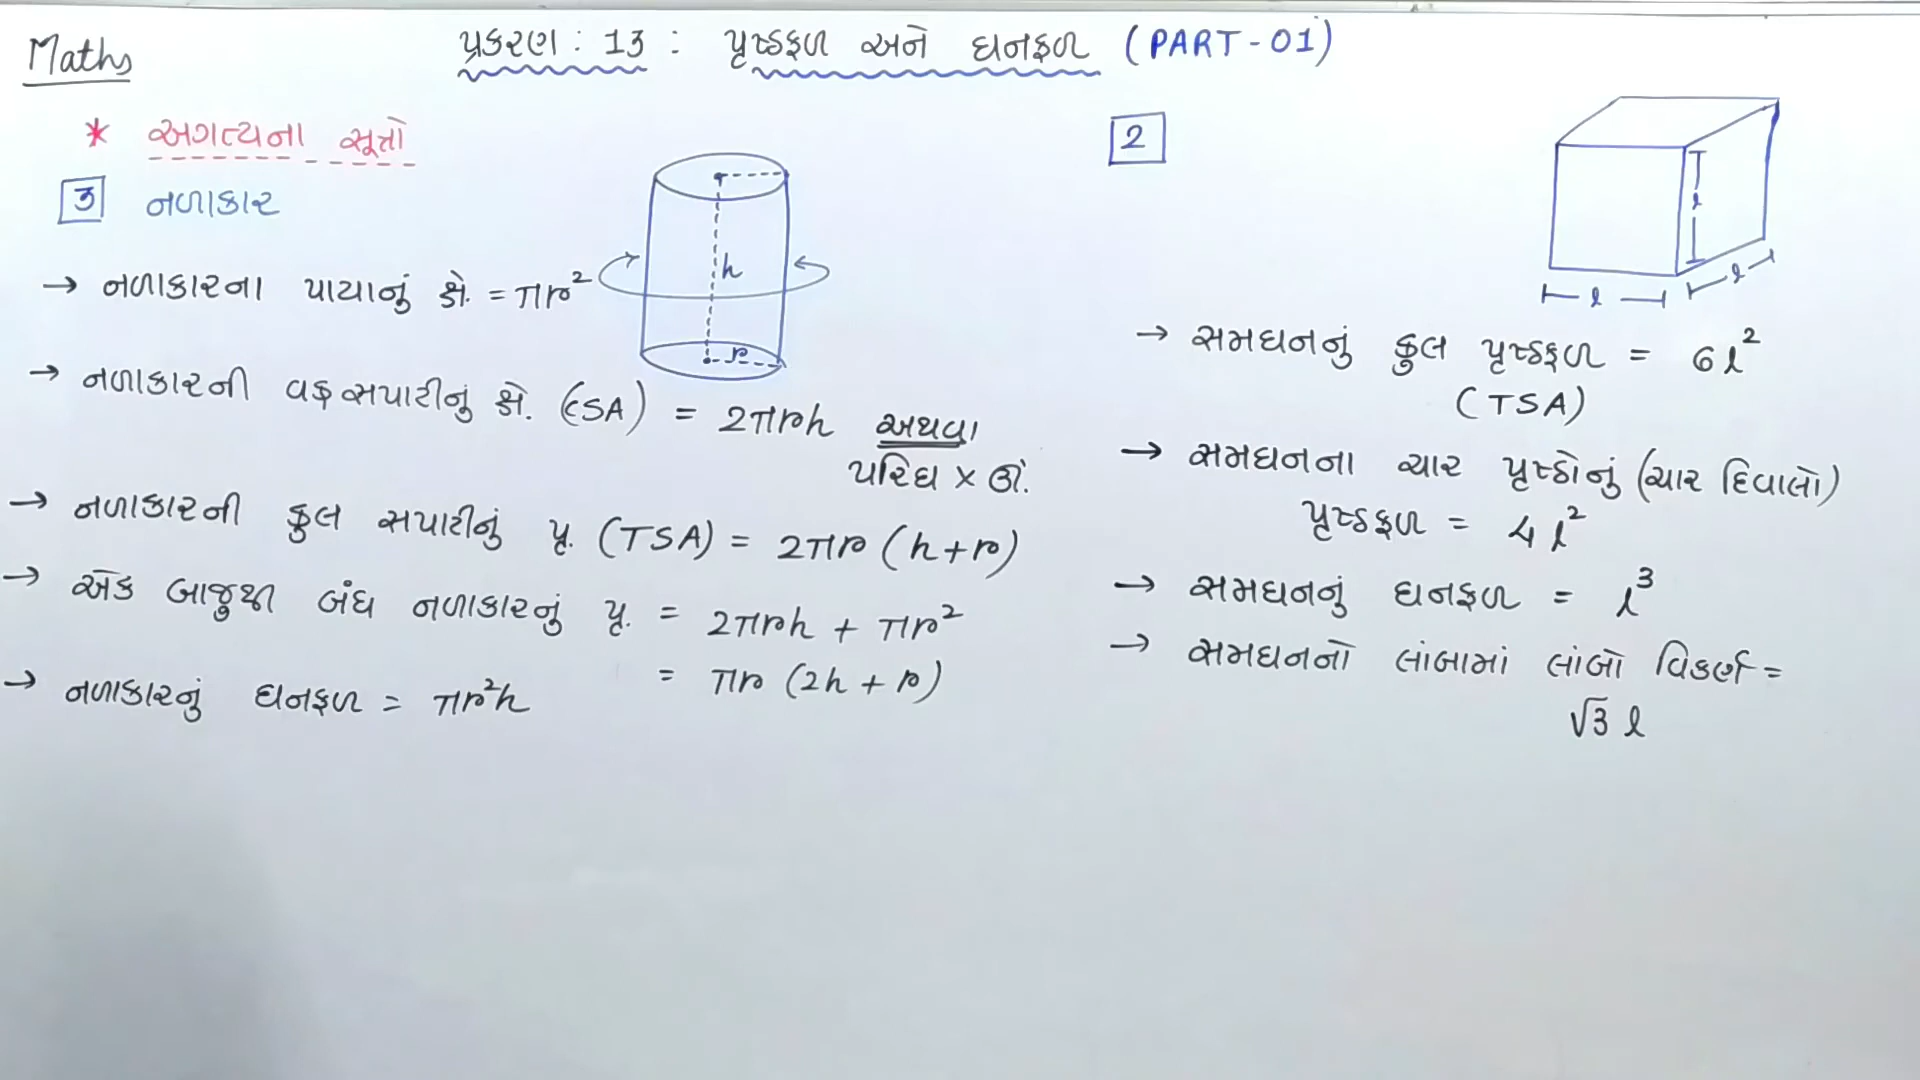 Maths
પ્રકરણ : 13 : પૃષ્ઠફળ અને ઘનફળ (PART-01)
* અગત્યના સૂત્રો
3 નળાકાર
h
r
→ નળાકારના પાયાનું ક્ષે. = πr²
→ નળાકારની વક્રસપાટીનું ક્ષે. (CSA) = 2πrh અથવા
પરિઘ × ઊં.
→ નળાકારની કુલ સપાટીનું પૃ. (TSA) = 2πr (h+r)
→ એક બાજુથી બંધ નળાકારનું પૃ. = 2πrh + πr²
= πr (2h + r)
→ નળાકારનું ઘનફળ = πr²h
2
l
l
l
→ સમઘનનું કુલ પૃષ્ઠફળ = 6l²
(TSA)
→ સમઘનના ચાર પૃષ્ઠોનું (ચાર દિવાલો)
પૃષ્ઠફળ = 4l²
→ સમઘનનું ઘનફળ = l³
→ સમઘનનો લાંબામાં લાંબો વિકર્ણ =
√3 l